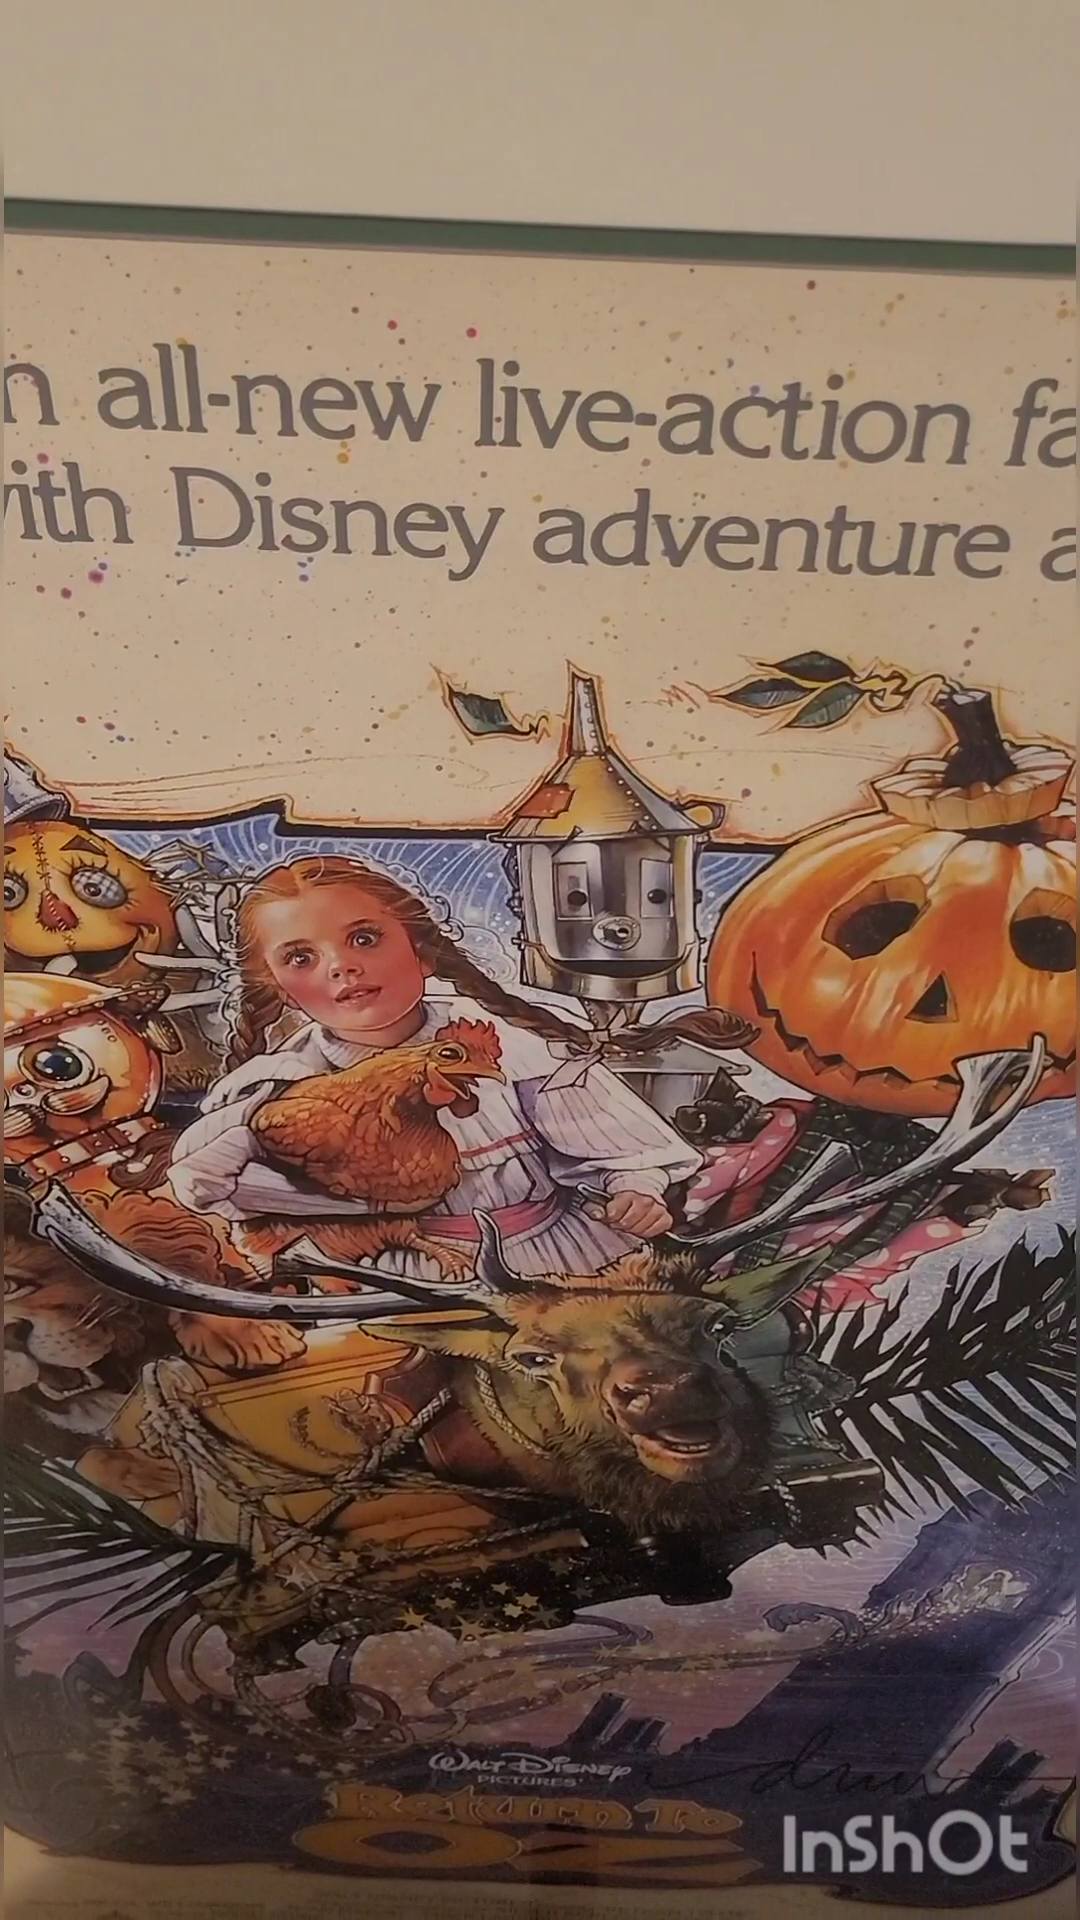 n all-new live-action fa
ith Disney adventure a
WALT DISNEY
PICTURES
Return To
OZ
InShOt